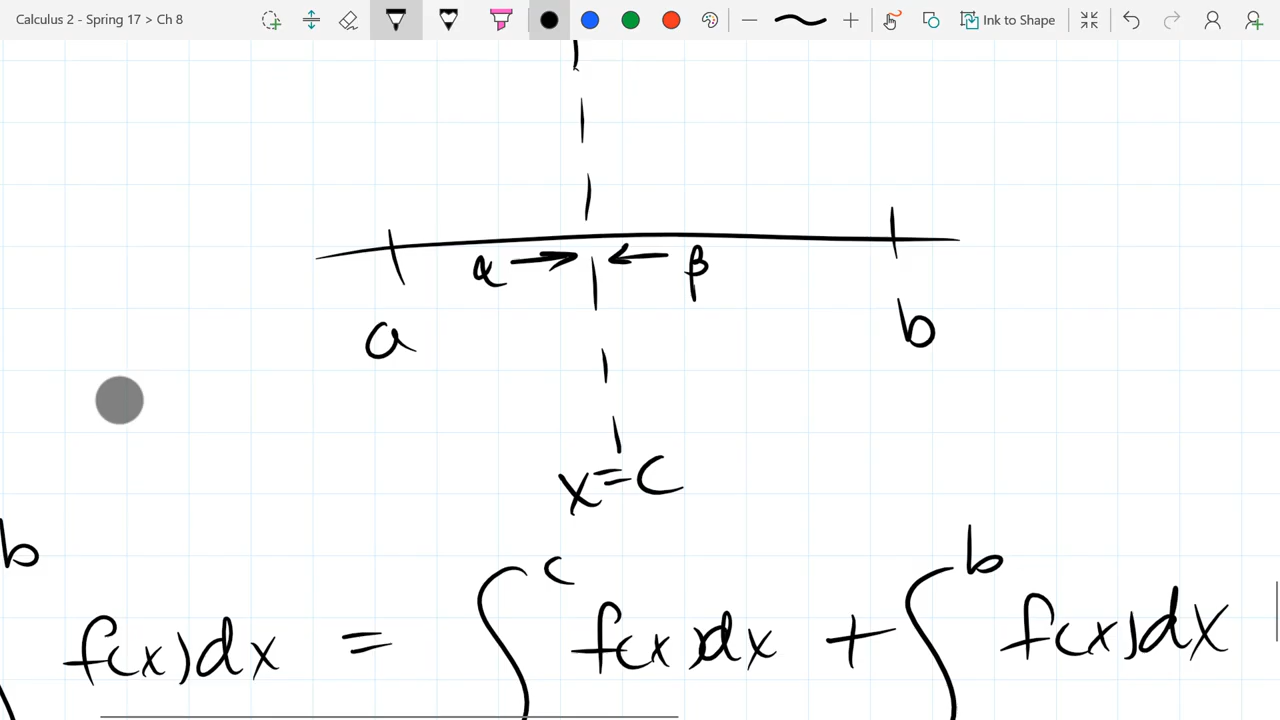 Calculus 2 - Spring 17 > Ch 8
Ink to Shape
α → ← β
a b
x=c
b c b
∫ f(x)dx = ∫ f(x)dx + ∫ f(x)dx